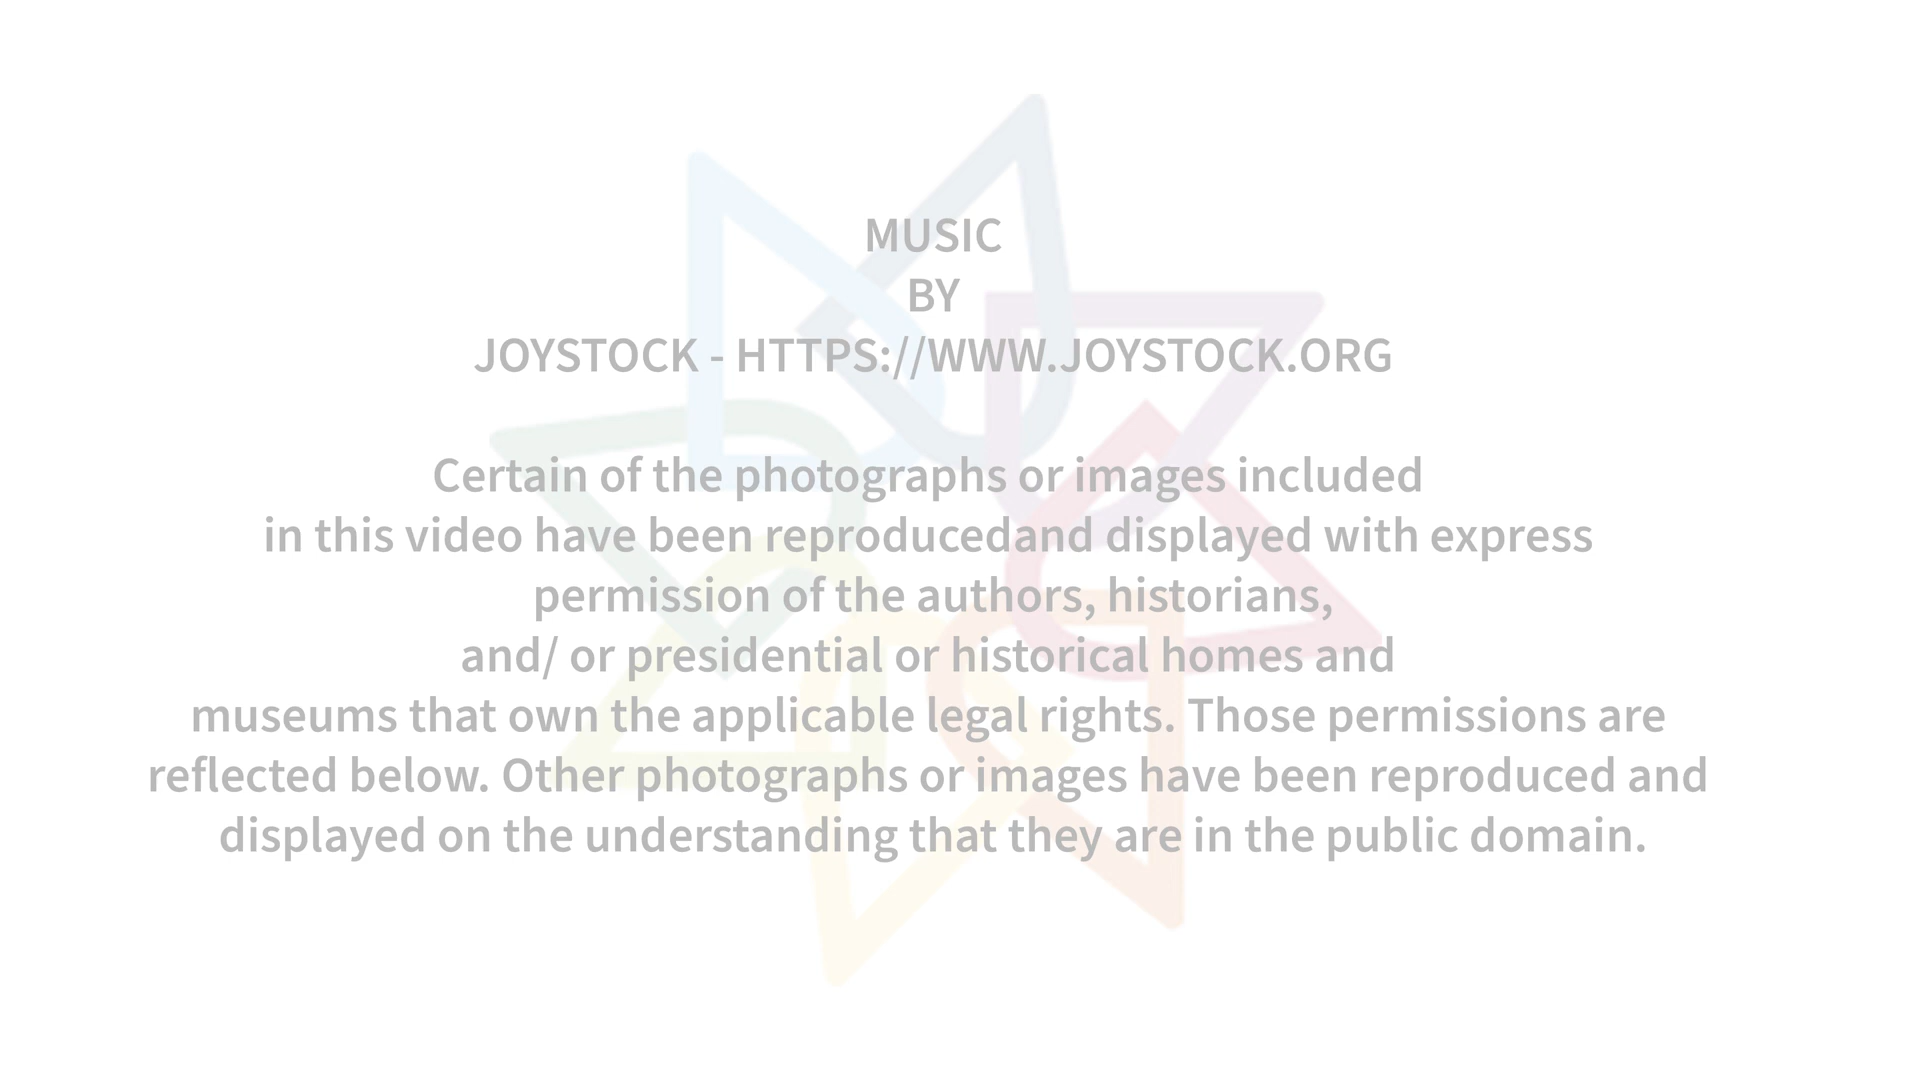 MUSIC
BY
JOYSTOCK - HTTPS://WWW.JOYSTOCK.ORG
Certain of the photographs or images included
in this video have been reproducedand displayed with express
permission of the authors, historians,
and/ or presidential or historical homes and
museums that own the applicable legal rights. Those permissions are
reflected below. Other photographs or images have been reproduced and
displayed on the understanding that they are in the public domain.